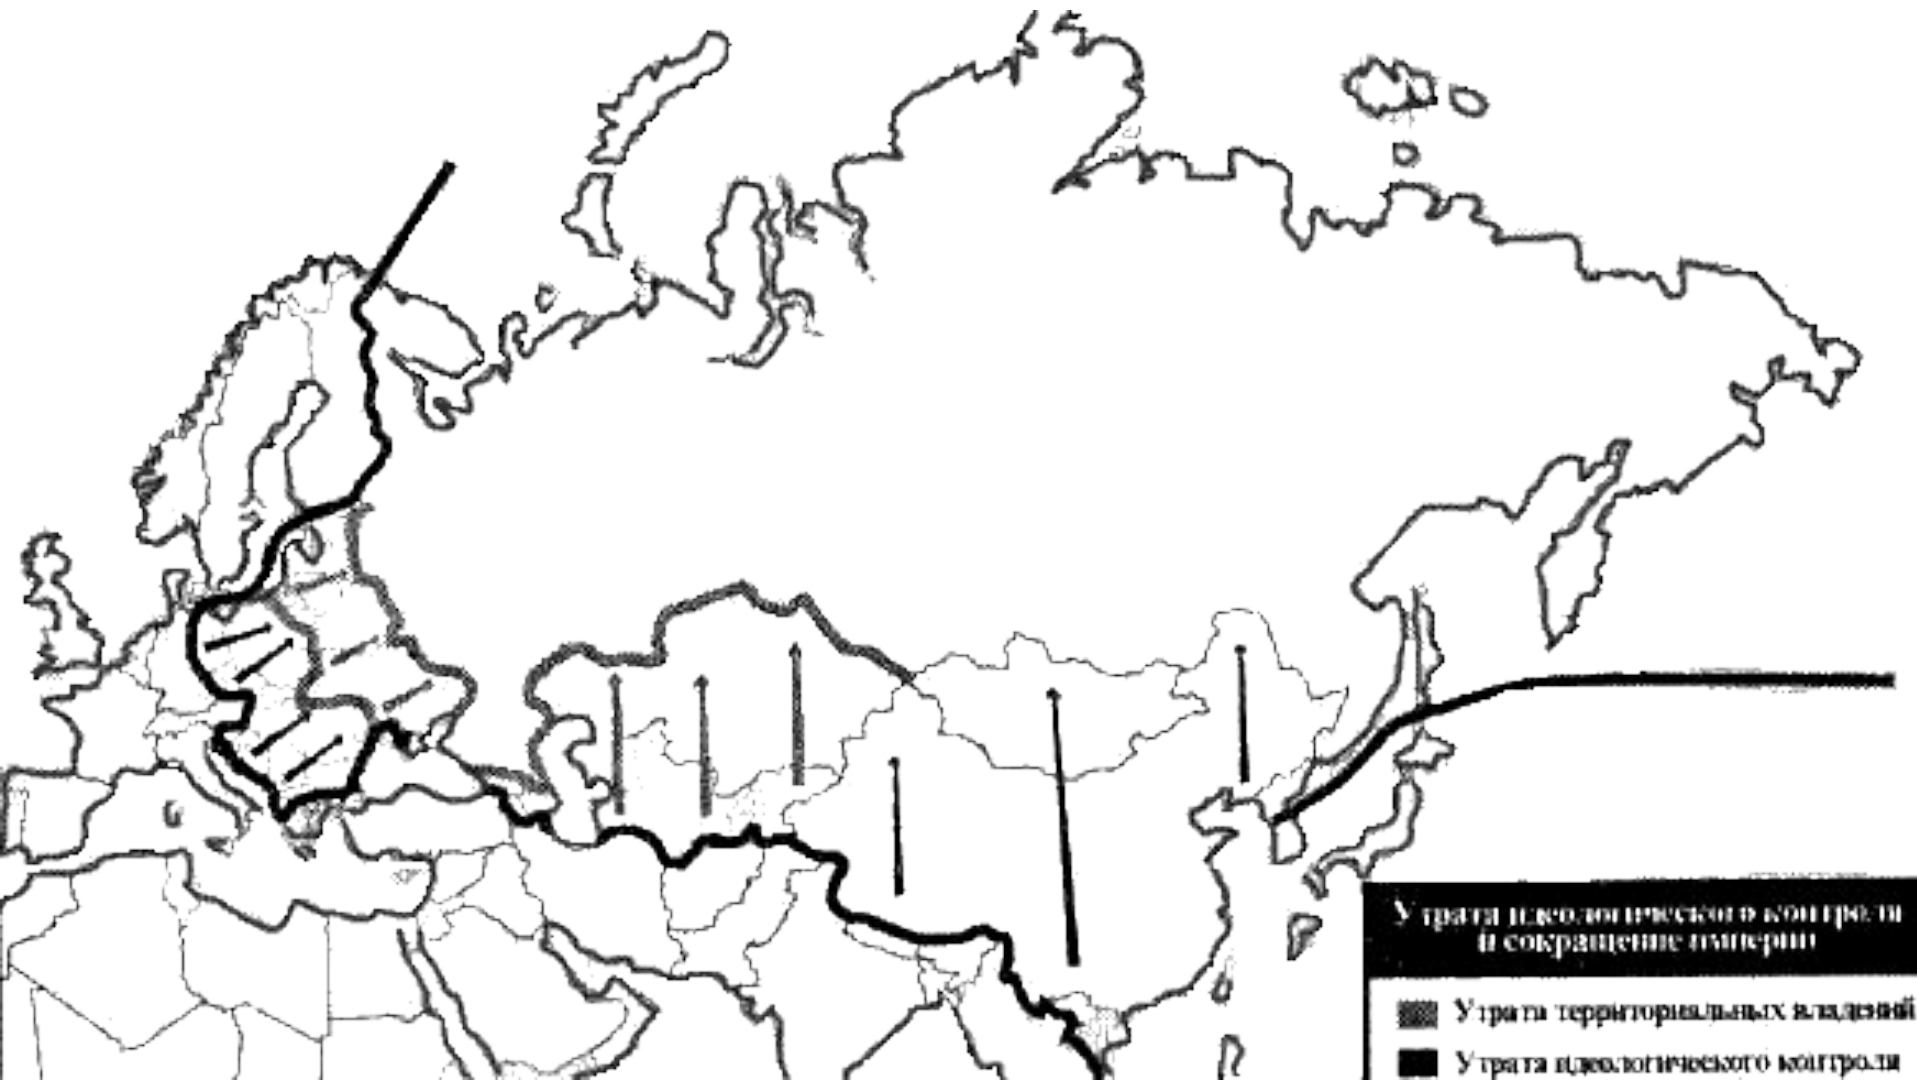 Утрата идеологического контроля
и сокращение империи
Утрата территориальных владений
Утрата идеологического контроля